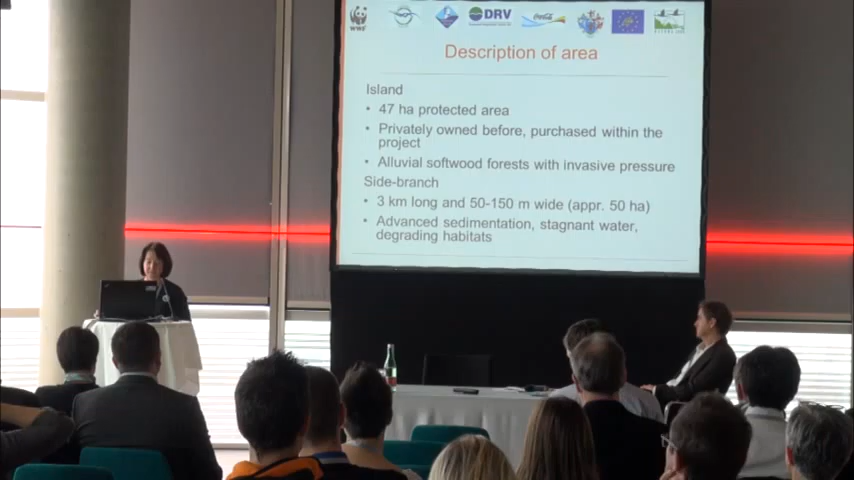 WWF
DRV
Coca-Cola
Description of area
Island
• 47 ha protected area
• Privately owned before, purchased within the
project
• Alluvial softwood forests with invasive pressure
Side-branch
• 3 km long and 50-150 m wide (appr. 50 ha)
• Advanced sedimentation, stagnant water,
degrading habitats